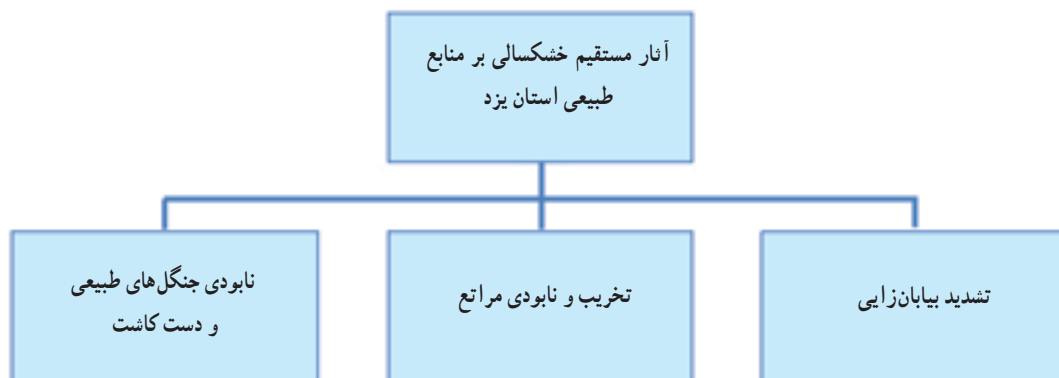 آثار مستقیم خشکسالی بر منابع
طبیعی استان یزد
تشدید بیابان‌زایی
تخریب و نابودی مراتع
نابودی جنگل‌های طبیعی
و دست کاشت